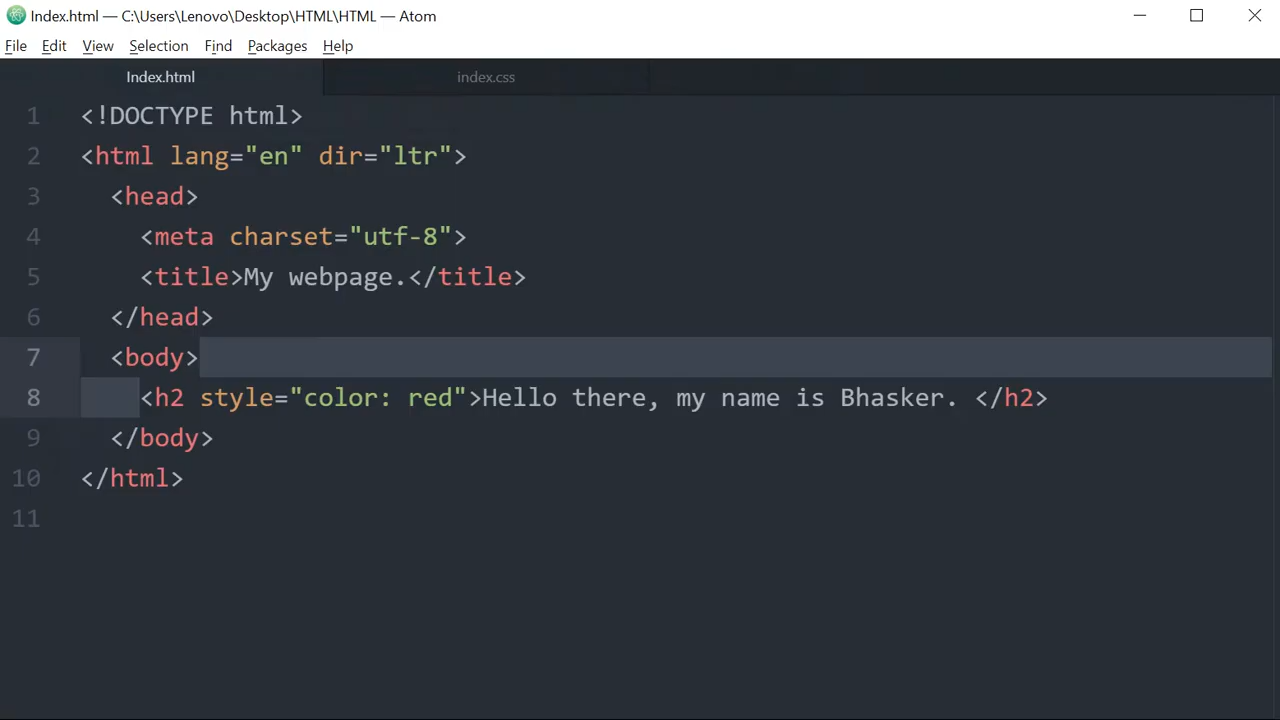 Index.html — C:\Users\Lenovo\Desktop\HTML\HTML — Atom
File Edit View Selection Find Packages Help
Index.html index.css
1 <!DOCTYPE html>
2 <html lang="en" dir="ltr">
3 <head>
4 <meta charset="utf-8">
5 <title>My webpage.</title>
6 </head>
7 <body>
8 <h2 style="color: red">Hello there, my name is Bhasker. </h2>
9 </body>
10 </html>
11